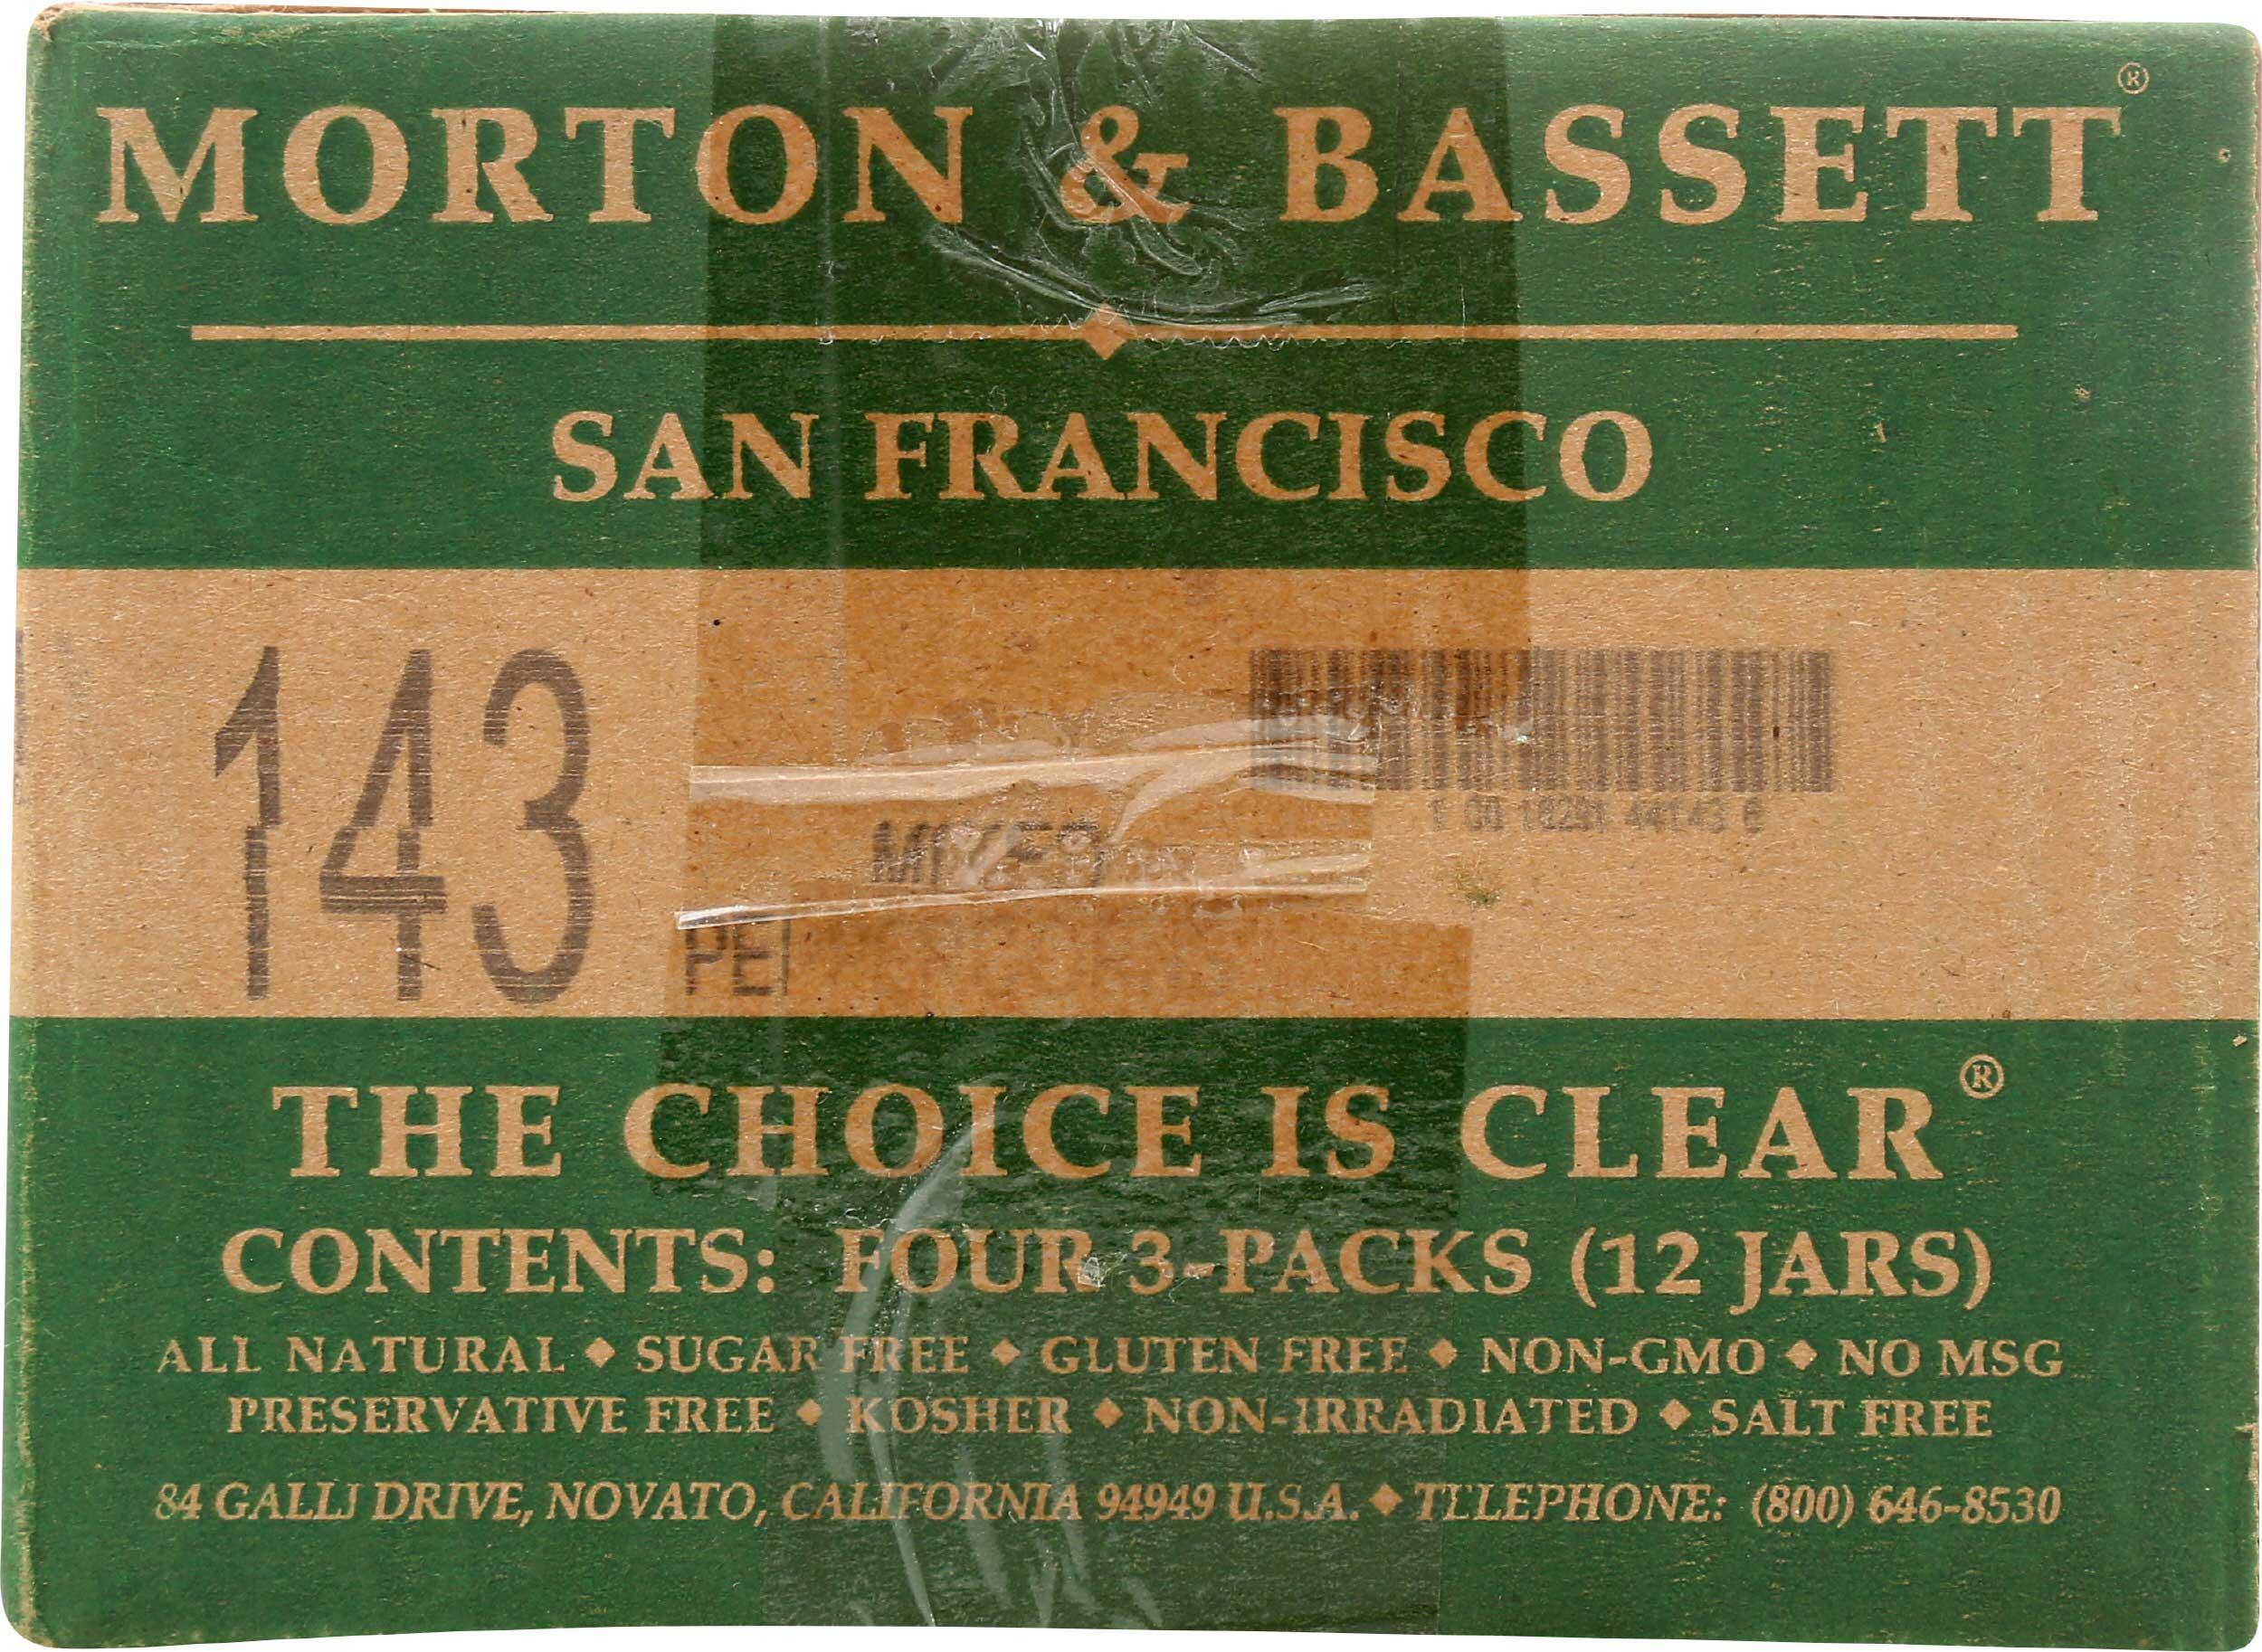 MORTON & BASSETT®
SAN FRANCISCO
143
THE CHOICE IS CLEAR®
CONTENTS: FOUR 3-PACKS (12 JARS)
ALL NATURAL ◆ SUGAR FREE ◆ GLUTEN FREE ◆ NON-GMO ◆ NO MSG
PRESERVATIVE FREE ◆ KOSHER ◆ NON-IRRADIATED ◆ SALT FREE
84 GALLI DRIVE, NOVATO, CALIFORNIA 94949 U.S.A. ◆ TELEPHONE: (800) 646-8530